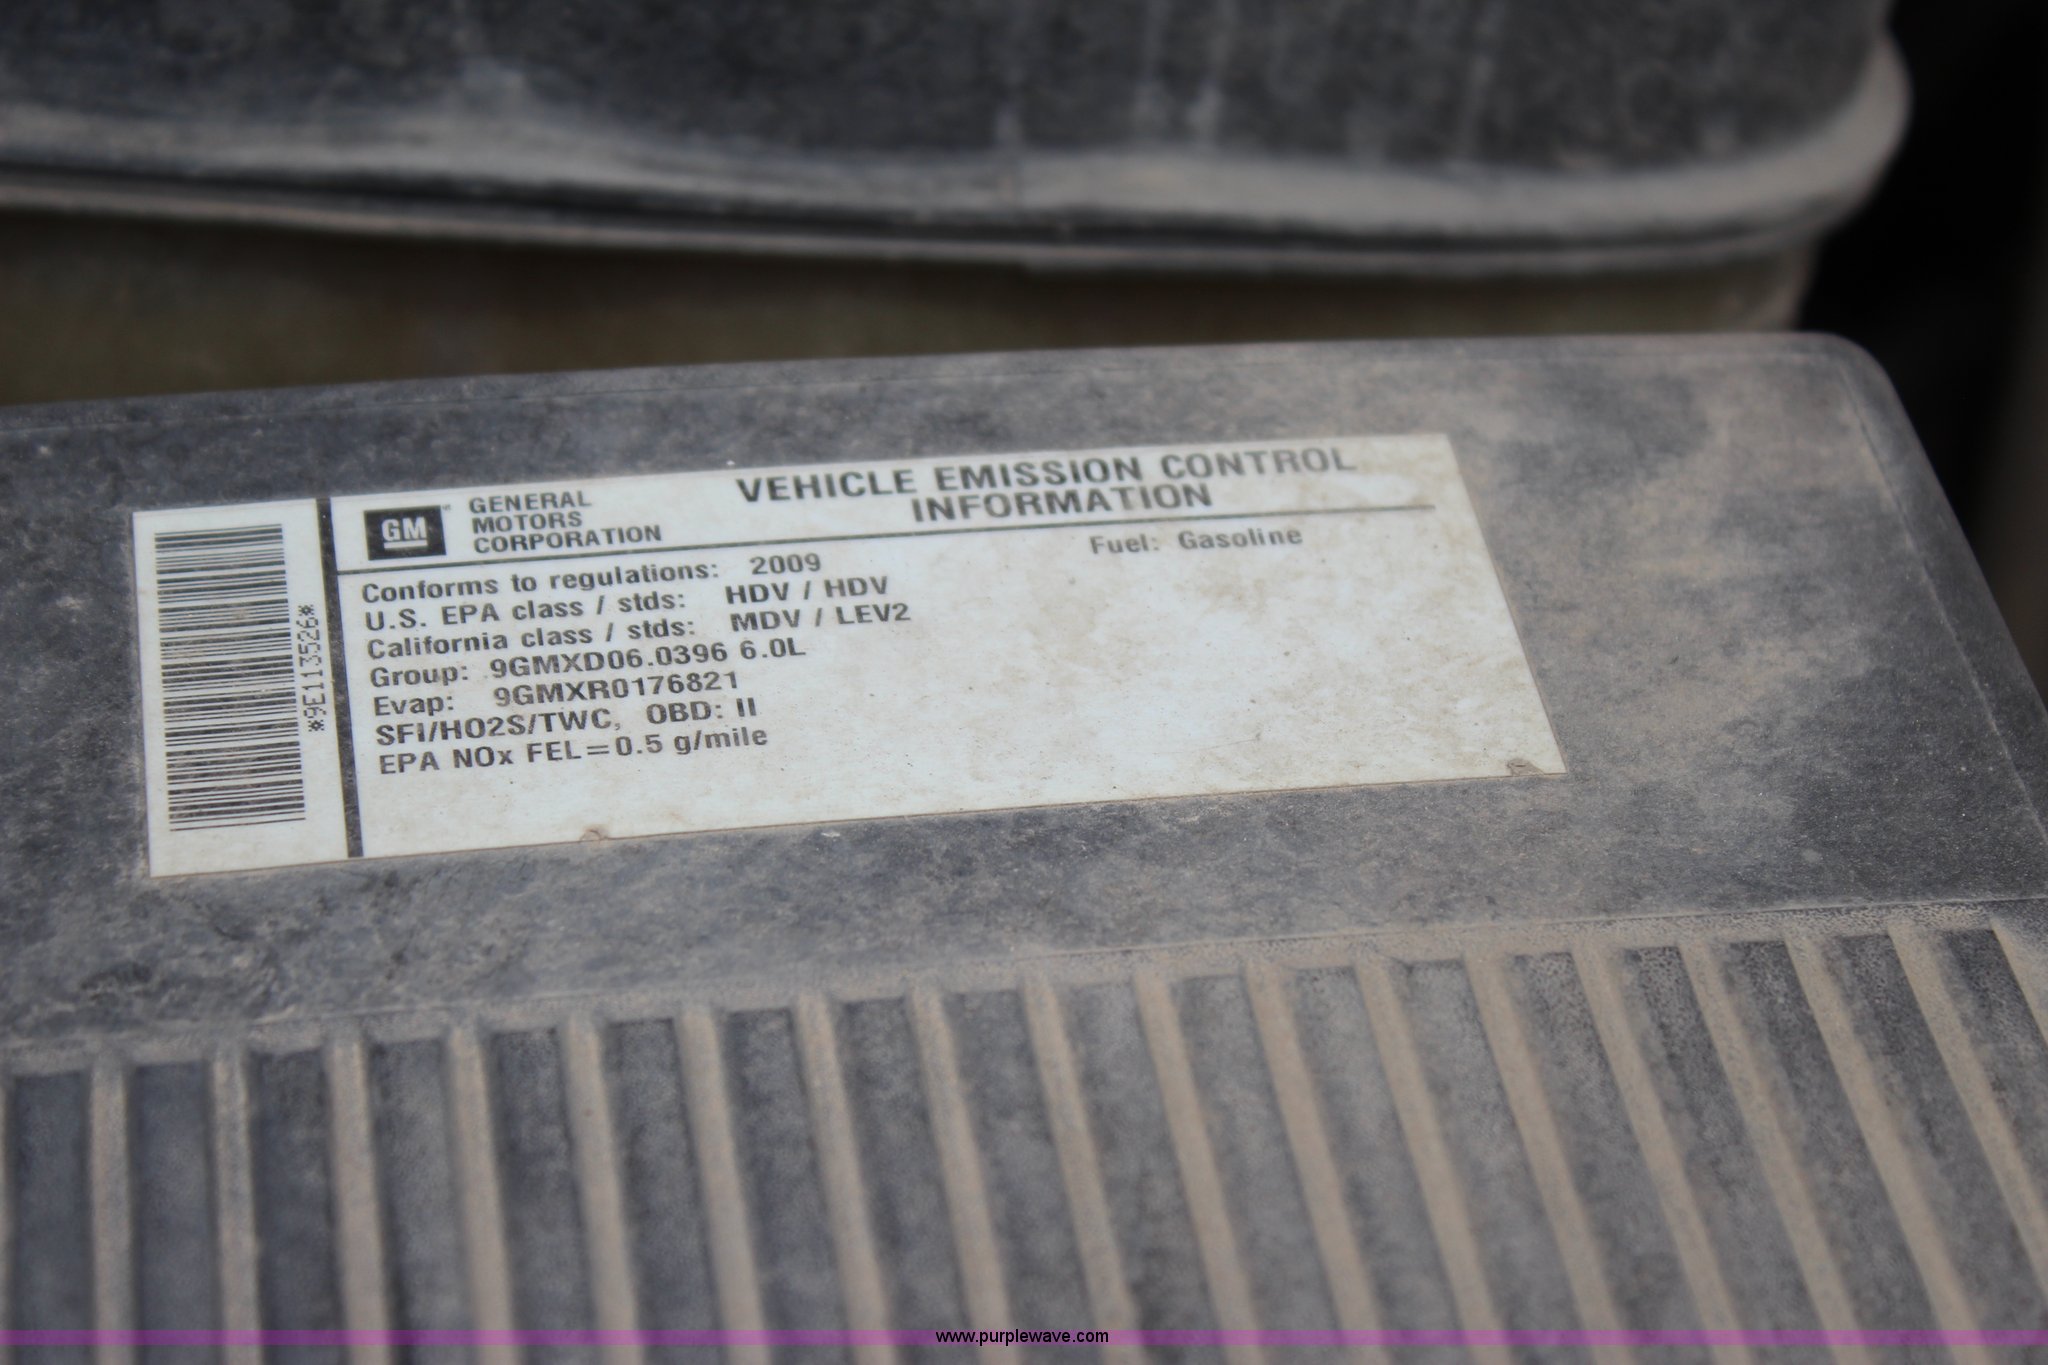 GM
GENERAL
MOTORS
CORPORATION
VEHICLE EMISSION CONTROL
INFORMATION
Fuel: Gasoline
Conforms to regulations: 2009
U.S. EPA class / stds: HDV / HDV
California class / stds: MDV / LEV2
Group: 9GMXD06.0396 6.0L
Evap: 9GMXR0176821
SFI/HO2S/TWC, OBD: II
EPA NOx FEL=0.5 g/mile
*9E113526*
www.purplewave.com